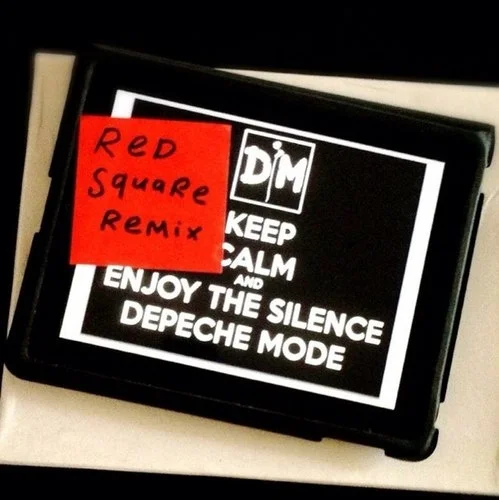 ReD
SquaRe
Remix
DM
KEEP
CALM
AND
ENJOY THE SILENCE
DEPECHE MODE